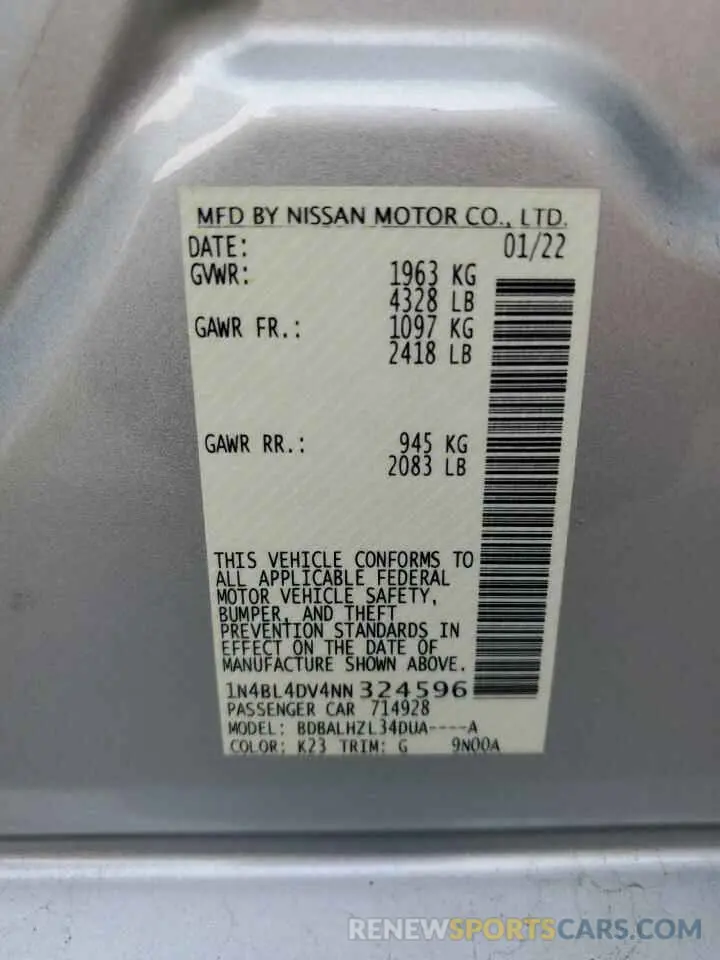 MFD BY NISSAN MOTOR CO., LTD.
DATE: 01/22
GVWR: 1963 KG
4328 LB
GAWR FR.: 1097 KG
2418 LB
GAWR RR.: 945 KG
2083 LB
THIS VEHICLE CONFORMS TO
ALL APPLICABLE FEDERAL
MOTOR VEHICLE SAFETY,
BUMPER, AND THEFT
PREVENTION STANDARDS IN
EFFECT ON THE DATE OF
MANUFACTURE SHOWN ABOVE.
1N4BL4DV4NN324596
PASSENGER CAR 714928
MODEL: BDBALHZL34DUA----A
COLOR: K23 TRIM: G 9N00A
RENEWSPORTSCARS.COM